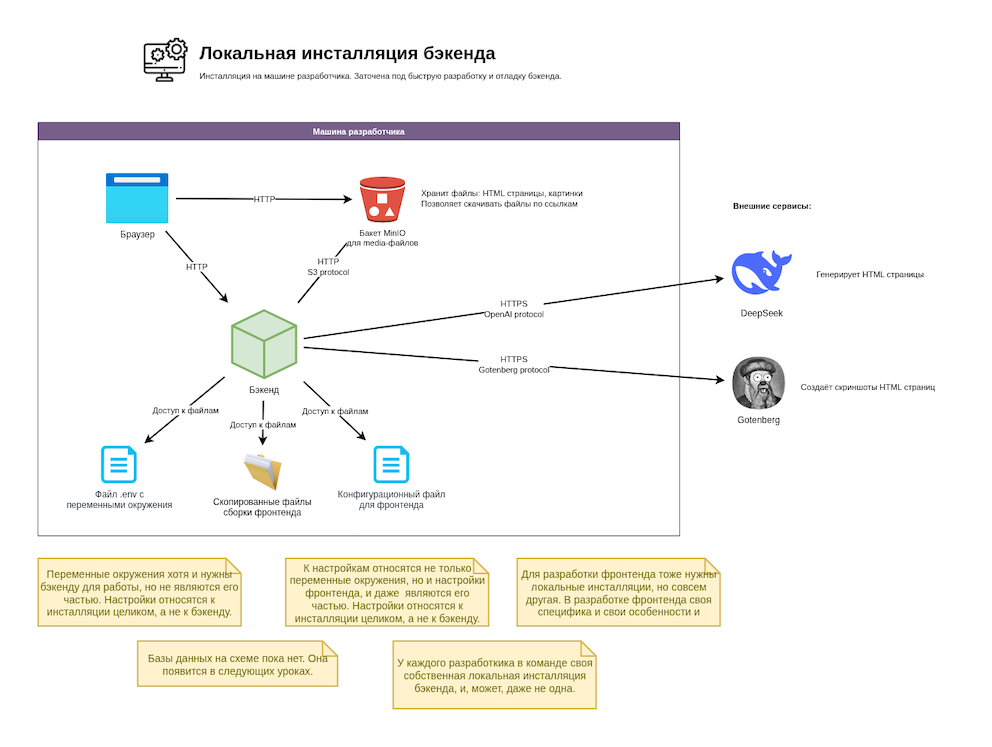 Локальная инсталляция бэкенда
Инсталляция на машине разработчика. Заточена под быструю разработку и отладку бэкенда.
Машина разработчика
HTTP
Хранит файлы: HTML страницы, картинки
Позволяет скачивать файлы по ссылкам
Браузер
Бакет MinIO
для media-файлов
HTTP
HTTP
S3 protocol
Внешние сервисы:
Генерирует HTML страницы
DeepSeek
HTTPS
OpenAI protocol
HTTPS
Gotenberg protocol
Создаёт скриншоты HTML страниц
Gotenberg
Бэкенд
Доступ к файлам
Доступ к файлам
Доступ к файлам
Файл .env с
переменными окружения
Скопированные файлы
сборки фронтенда
Конфигурационный файл
для фронтенда
Переменные окружения хотя и нужны
бэкенду для работы, но не являются его
частью. Настройки относятся к
инсталляции целиком, а не к бэкенду.
К настройкам относятся не только
переменные окружения, но и настройки
фронтенда, и даже являются его
частью. Настройки относятся к
инсталляции целиком, а не к бэкенду.
Для разработки фронтенда тоже нужны
локальные инсталляции, но совсем
другая. В разработке фронтенда своя
специфика и свои особенности и
Базы данных на схеме пока нет. Она
появится в следующих уроках.
У каждого разработкика в команде своя
собственная локальная инсталляция
бэкенда, и, может, даже не одна.